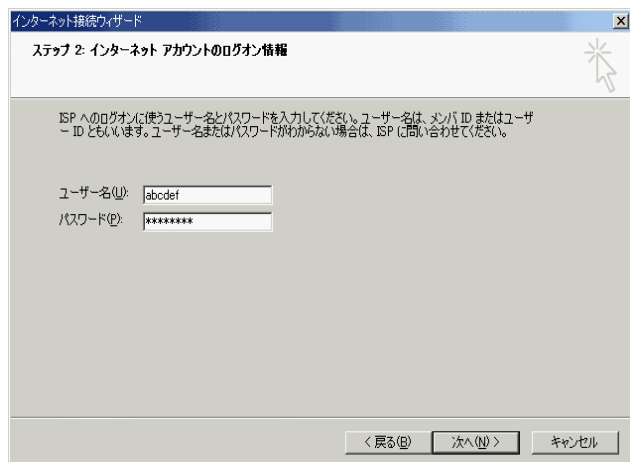 インターネット接続ウィザード
ステップ 2: インターネット アカウントのログオン情報
ISP へのログオンに使うユーザー名とパスワードを入力してください。ユーザー名は、メンバ ID またはユーザ
ー ID ともいいます。ユーザー名またはパスワードがわからない場合は、ISP に問い合わせてください。
ユーザー名(U): abcdef
パスワード(P): ********
< 戻る(B) 次へ(N) > キャンセル